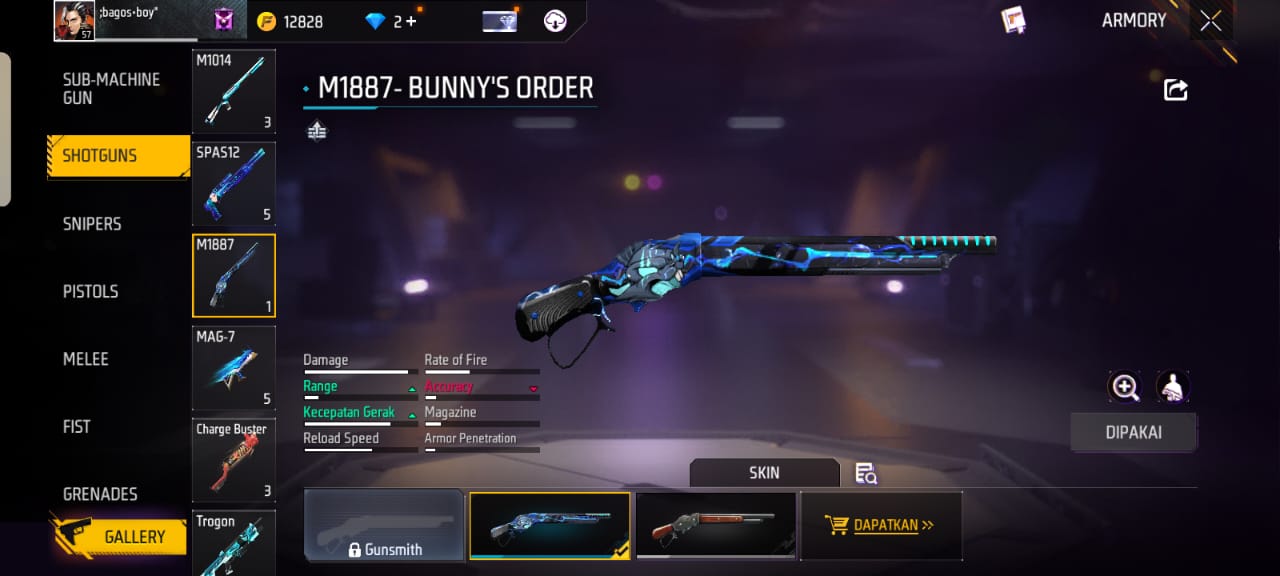 ;bagos•boy"
57
12828
2 +
ARMORY
SUB-MACHINE
GUN
SHOTGUNS
SNIPERS
PISTOLS
MELEE
FIST
GRENADES
GALLERY
M1014
3
SPAS12
5
M1887
1
MAG-7
5
Charge Buster
3
Trogon
M1887- BUNNY'S ORDER
Damage
Rate of Fire
Range
Accuracy
Kecepatan Gerak
Magazine
Reload Speed
Armor Penetration
DIPAKAI
SKIN
Gunsmith
DAPATKAN >>